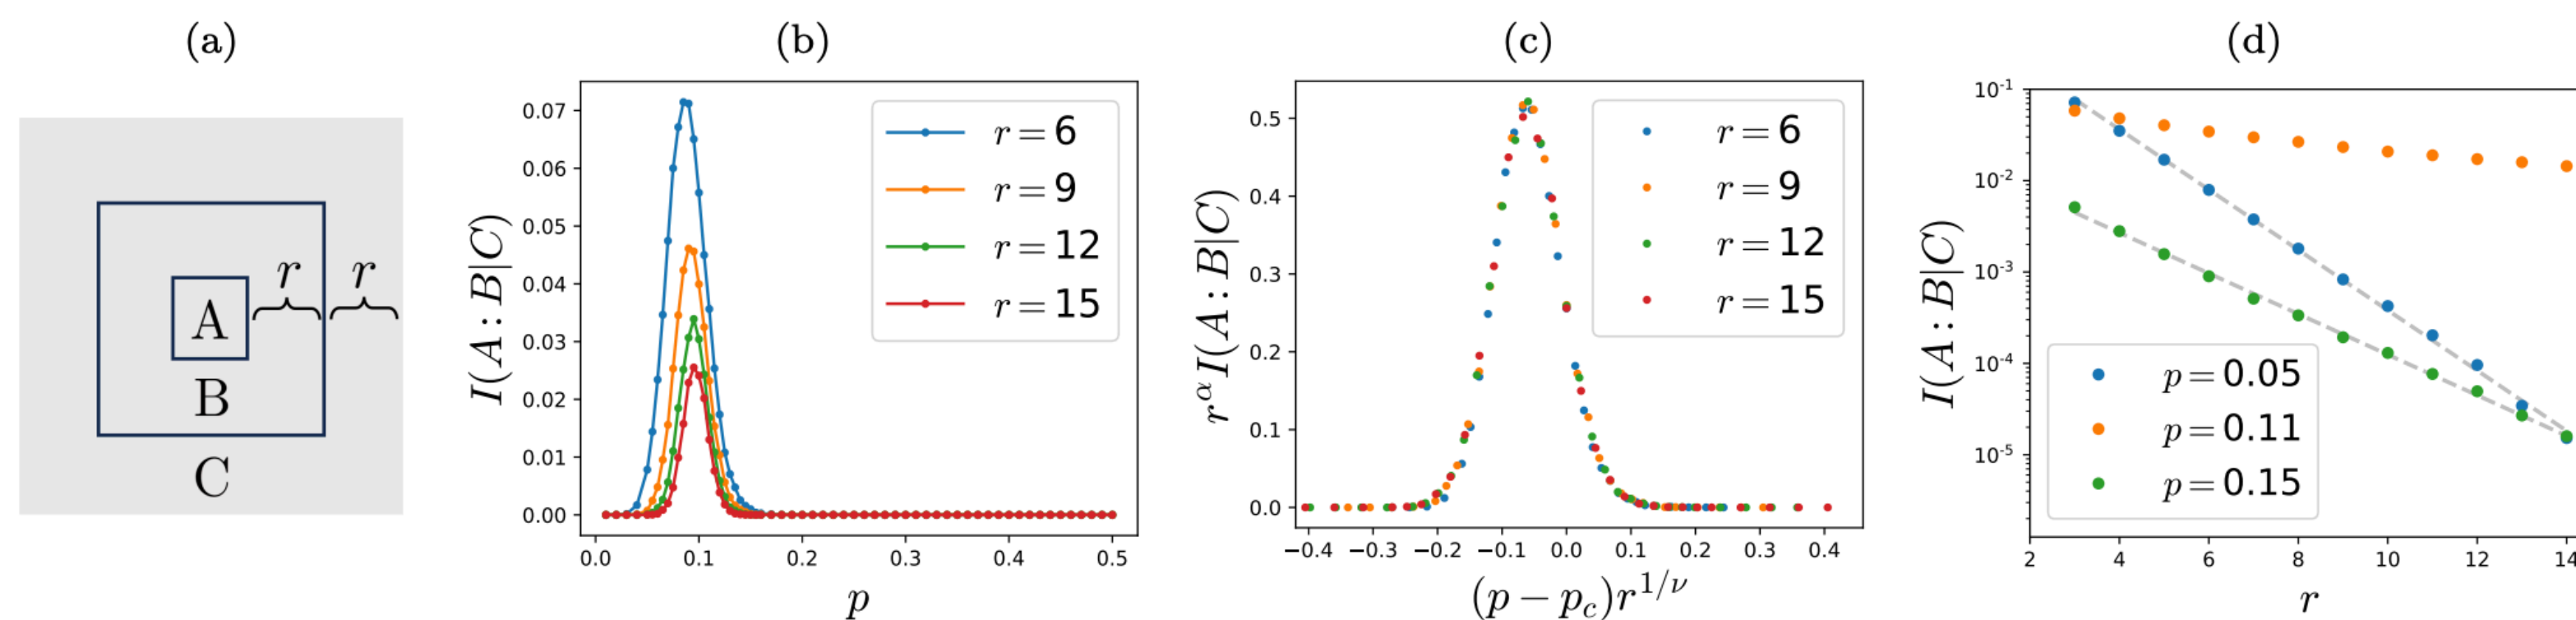 (a)
r
r
A
B
C
(b)
I(A : B|C)
0.07
0.06
0.05
0.04
0.03
0.02
0.01
0.00
r = 6
r = 9
r = 12
r = 15
0.0 0.1 0.2 0.3 0.4 0.5
p
(c)
r^α I(A : B|C)
0.5
0.4
0.3
0.2
0.1
0.0
r = 6
r = 9
r = 12
r = 15
−0.4 −0.3 −0.2 −0.1 0.0 0.1 0.2 0.3 0.4
(p − p_c)r^{1/ν}
(d)
I(A : B|C)
10^-1
10^-2
10^-3
10^-4
10^-5
p = 0.05
p = 0.11
p = 0.15
2 4 6 8 10 12 14
r